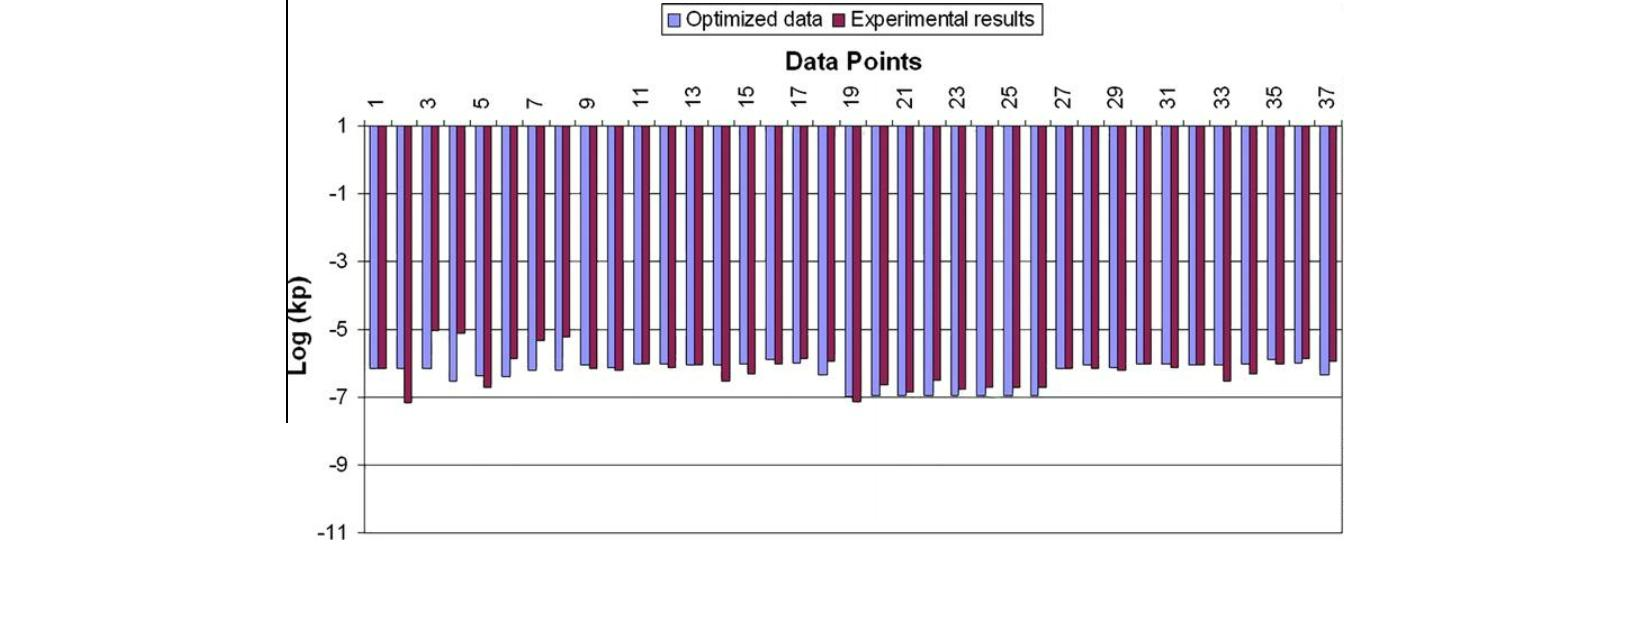 Optimized data Experimental results
Data Points
1 3 5 7 9 11 13 15 17 19 21 23 25 27 29 31 33 35 37
1
-1
-3
-5
-7
-9
-11
Log (kp)